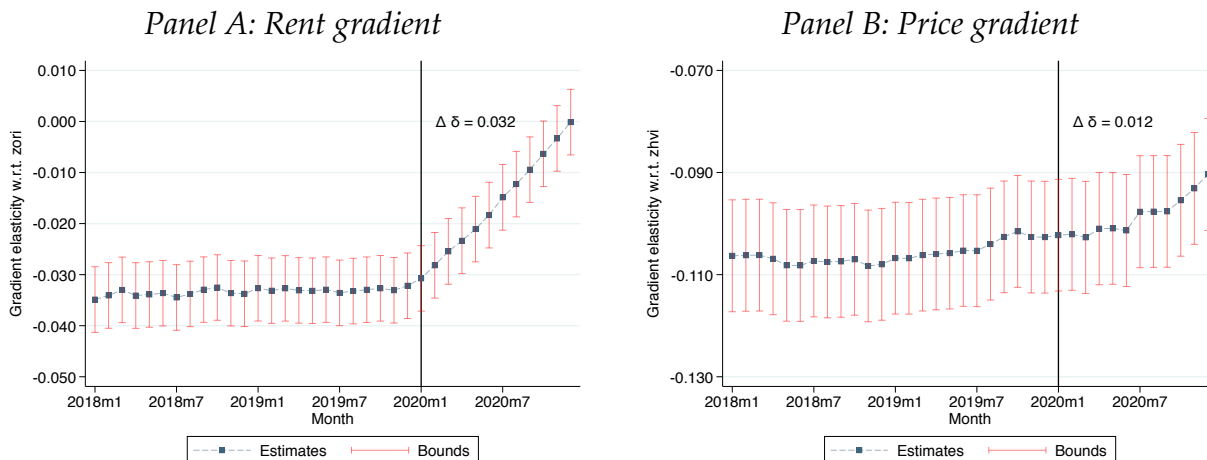 Panel A: Rent gradient
Gradient elasticity w.r.t. zori
0.010
0.000
-0.010
-0.020
-0.030
-0.040
-0.050
Δ δ = 0.032
2018m1 2018m7 2019m1 2019m7 2020m1 2020m7
Month
Estimates Bounds
Panel B: Price gradient
Gradient elasticity w.r.t. zhvi
-0.070
-0.090
-0.110
-0.130
Δ δ = 0.012
2018m1 2018m7 2019m1 2019m7 2020m1 2020m7
Month
Estimates Bounds